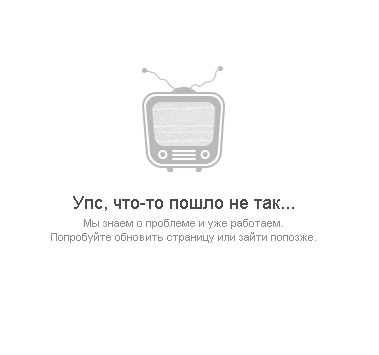 Упс, что-то пошло не так...
Мы знаем о проблеме и уже работаем.
Попробуйте обновить страницу или зайти попозже.